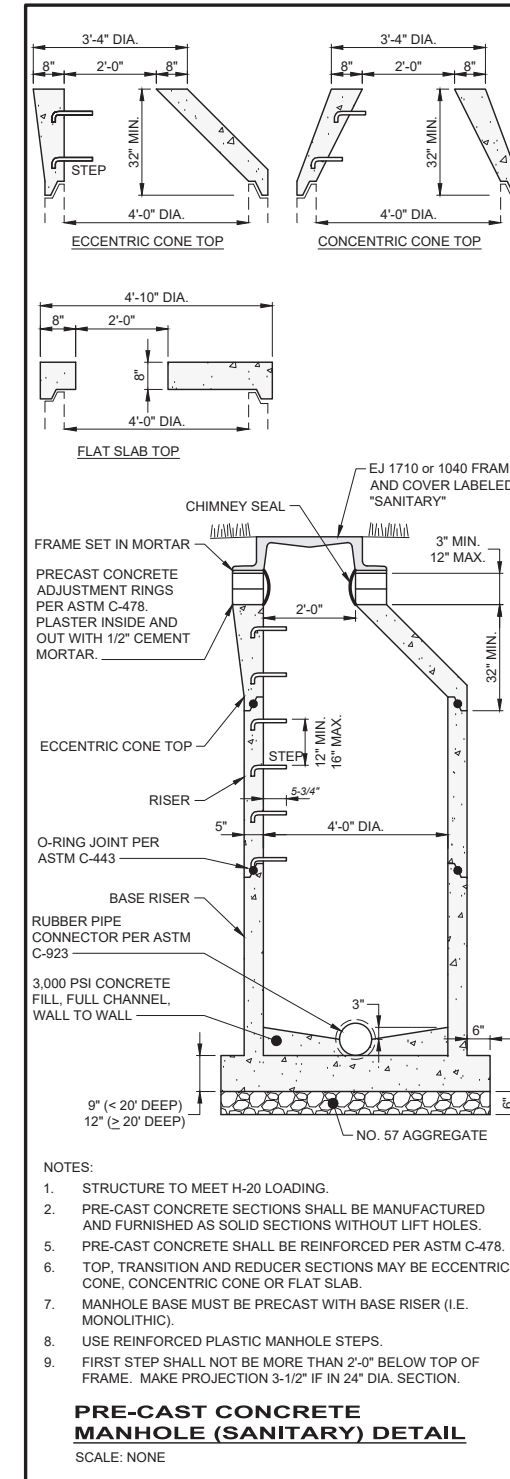 3'-4" DIA.
8" 2'-0" 8"
32" MIN.
STEP
4'-0" DIA.
ECCENTRIC CONE TOP
3'-4" DIA.
8" 2'-0" 8"
32" MIN.
4'-0" DIA.
CONCENTRIC CONE TOP
4'-10" DIA.
8" 2'-0"
8"
4'-0" DIA.
FLAT SLAB TOP
EJ 1710 or 1040 FRAM
AND COVER LABELED
"SANITARY"
CHIMNEY SEAL
FRAME SET IN MORTAR
3" MIN.
12" MAX.
PRECAST CONCRETE
ADJUSTMENT RINGS
PER ASTM C-478.
PLASTER INSIDE AND
OUT WITH 1/2" CEMENT
MORTAR.
2'-0"
32" MIN.
ECCENTRIC CONE TOP
STEP
12" MIN.
16" MAX.
RISER
5-3/4"
5"
4'-0" DIA.
O-RING JOINT PER
ASTM C-443
BASE RISER
RUBBER PIPE
CONNECTOR PER ASTM
C-923
3,000 PSI CONCRETE
FILL, FULL CHANNEL,
WALL TO WALL
3"
6"
9" (< 20' DEEP)
12" (≥ 20' DEEP)
6"
NO. 57 AGGREGATE
NOTES:
1. STRUCTURE TO MEET H-20 LOADING.
2. PRE-CAST CONCRETE SECTIONS SHALL BE MANUFACTURED
AND FURNISHED AS SOLID SECTIONS WITHOUT LIFT HOLES.
5. PRE-CAST CONCRETE SHALL BE REINFORCED PER ASTM C-478.
6. TOP, TRANSITION AND REDUCER SECTIONS MAY BE ECCENTRIC
CONE, CONCENTRIC CONE OR FLAT SLAB.
7. MANHOLE BASE MUST BE PRECAST WITH BASE RISER (I.E.
MONOLITHIC).
8. USE REINFORCED PLASTIC MANHOLE STEPS.
9. FIRST STEP SHALL NOT BE MORE THAN 2'-0" BELOW TOP OF
FRAME. MAKE PROJECTION 3-1/2" IF IN 24" DIA. SECTION.
PRE-CAST CONCRETE
MANHOLE (SANITARY) DETAIL
SCALE: NONE